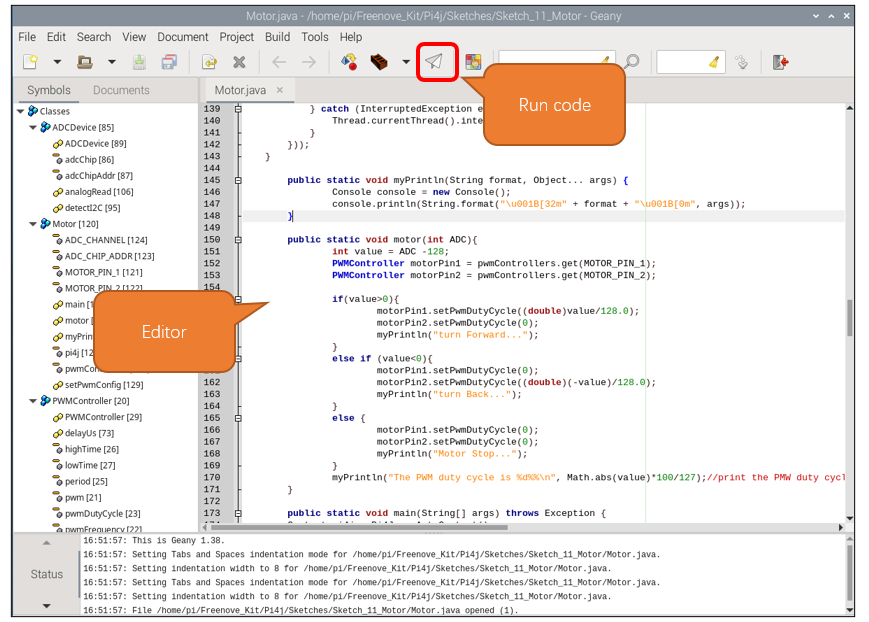 Motor.java - /home/pi/Freenove_Kit/Pi4j/Sketches/Sketch_11_Motor - Geany
File Edit Search View Document Project Build Tools Help
Run code
Symbols Documents
Motor.java
Classes
ADCDevice [85]
ADCDevice [89]
adcChip [86]
adcChipAddr [87]
analogRead [106]
detectI2C [95]
Motor [120]
ADC_CHANNEL [124]
ADC_CHIP_ADDR [123]
MOTOR_PIN_1 [121]
MOTOR_PIN_2 [122]
main [1
motor [
myPrin
pi4j [12
pwmCon
setPwmConfig [129]
PWMController [20]
PWMController [29]
delayUs [73]
highTime [26]
lowTime [27]
period [25]
pwm [21]
pwmDutyCycle [23]
pwmFrequency [22]
Editor
139 } catch (InterruptedException e
140 Thread.currentThread().inte
141 }
142 }));
143 }
144
145 public static void myPrintln(String format, Object... args) {
146 Console console = new Console();
147 console.println(String.format("\u001B[32m" + format + "\u001B[0m", args));
148 }
149
150 public static void motor(int ADC){
151 int value = ADC -128;
152 PWMController motorPin1 = pwmControllers.get(MOTOR_PIN_1);
153 PWMController motorPin2 = pwmControllers.get(MOTOR_PIN_2);
154
if(value>0){
motorPin1.setPwmDutyCycle((double)value/128.0);
motorPin2.setPwmDutyCycle(0);
myPrintln("turn Forward...");
}
else if (value<0){
motorPin1.setPwmDutyCycle(0);
162 motorPin2.setPwmDutyCycle((double)(-value)/128.0);
163 myPrintln("turn Back...");
164 }
165 else {
166 motorPin1.setPwmDutyCycle(0);
167 motorPin2.setPwmDutyCycle(0);
168 myPrintln("Motor Stop...");
169 }
170 myPrintln("The PWM duty cycle is %d%%\n", Math.abs(value)*100/127);//print the PMW duty cycl
171 }
172
173 public static void main(String[] args) throws Exception {
Status
16:51:57: This is Geany 1.38.
16:51:57: Setting Tabs and Spaces indentation mode for /home/pi/Freenove_Kit/Pi4j/Sketches/Sketch_11_Motor/Motor.java.
16:51:57: Setting indentation width to 8 for /home/pi/Freenove_Kit/Pi4j/Sketches/Sketch_11_Motor/Motor.java.
16:51:57: Setting Tabs and Spaces indentation mode for /home/pi/Freenove_Kit/Pi4j/Sketches/Sketch_11_Motor/Motor.java.
16:51:57: Setting indentation width to 8 for /home/pi/Freenove_Kit/Pi4j/Sketches/Sketch_11_Motor/Motor.java.
16:51:57: File /home/pi/Freenove_Kit/Pi4j/Sketches/Sketch_11_Motor/Motor.java opened (1).